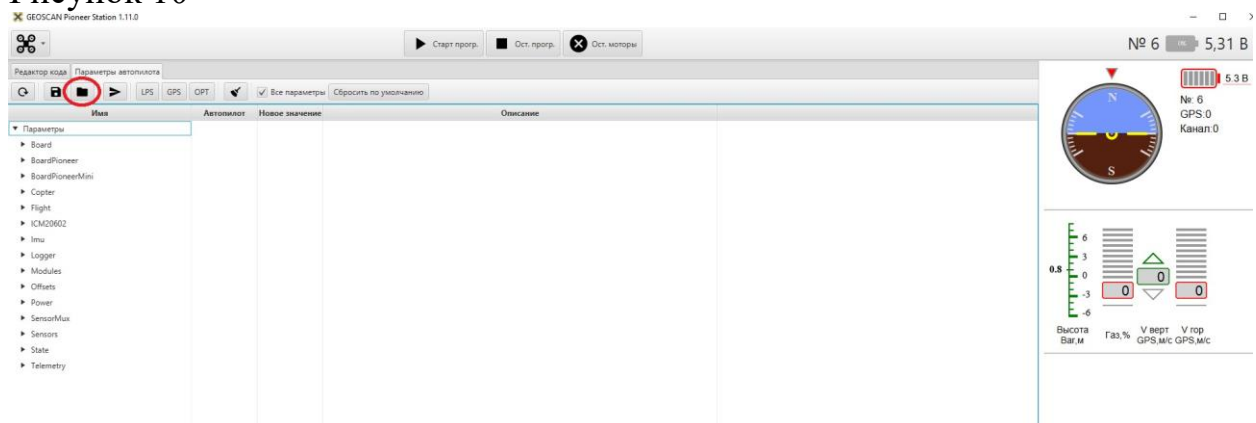 Рисунок 10
GEOSCAN Pioneer Station 1.11.0
Старт прогр. Ост. прогр. Ост. моторы
№ 6 5,31 В
Редактор кода Параметры автопилота
LPS GPS OPT Все параметры Сбросить по умолчанию
Имя Автопилот Новое значение Описание
Параметры
Board
BoardPioneer
BoardPioneerMini
Copter
Flight
ICM20602
Imu
Logger
Modules
Offsets
Power
SensorMux
Sensors
State
Telemetry
N
S
5.3 В
№: 6
GPS:0
Канал:0
6
3
0.8 0
-3
-6
0 0 0
Высота
Bar,м
Газ,%
V верт
GPS,м/с
V гор
GPS,м/с